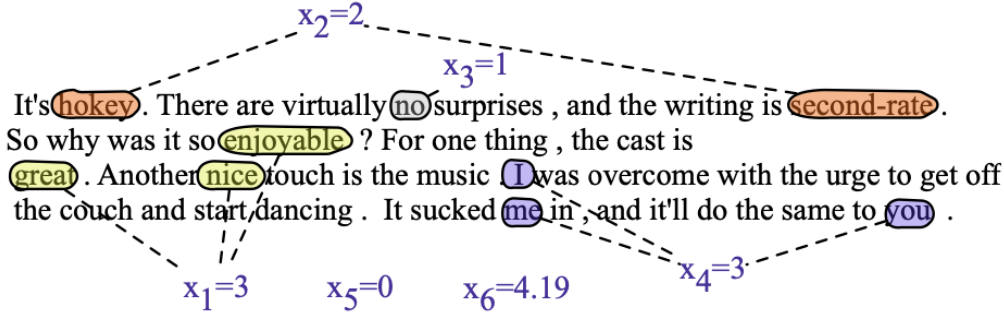 x2=2
x3=1
It's hokey . There are virtually no surprises , and the writing is second-rate .
So why was it so enjoyable ? For one thing , the cast is
great . Another nice touch is the music . I was overcome with the urge to get off
the couch and start dancing . It sucked me in , and it'll do the same to you .
x1=3 x5=0 x6=4.19 x4=3